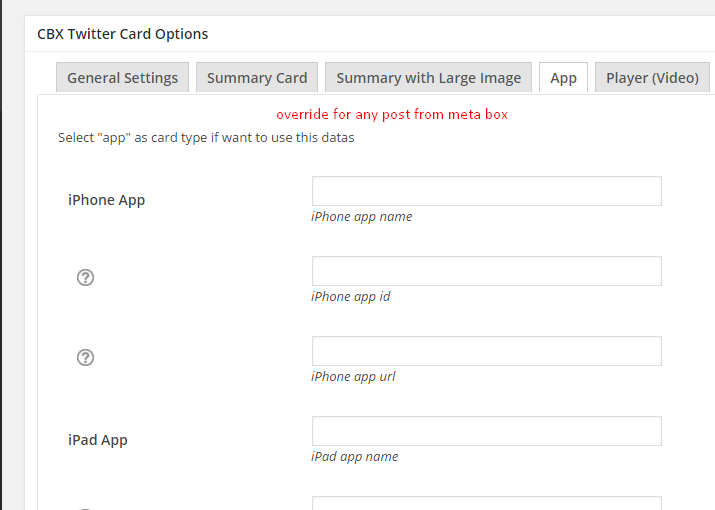 CBX Twitter Card Options
General Settings
Summary Card
Summary with Large Image
App
Player (Video)
override for any post from meta box
Select "app" as card type if want to use this datas
iPhone App
iPhone app name
?
iPhone app id
?
iPhone app url
iPad App
iPad app name